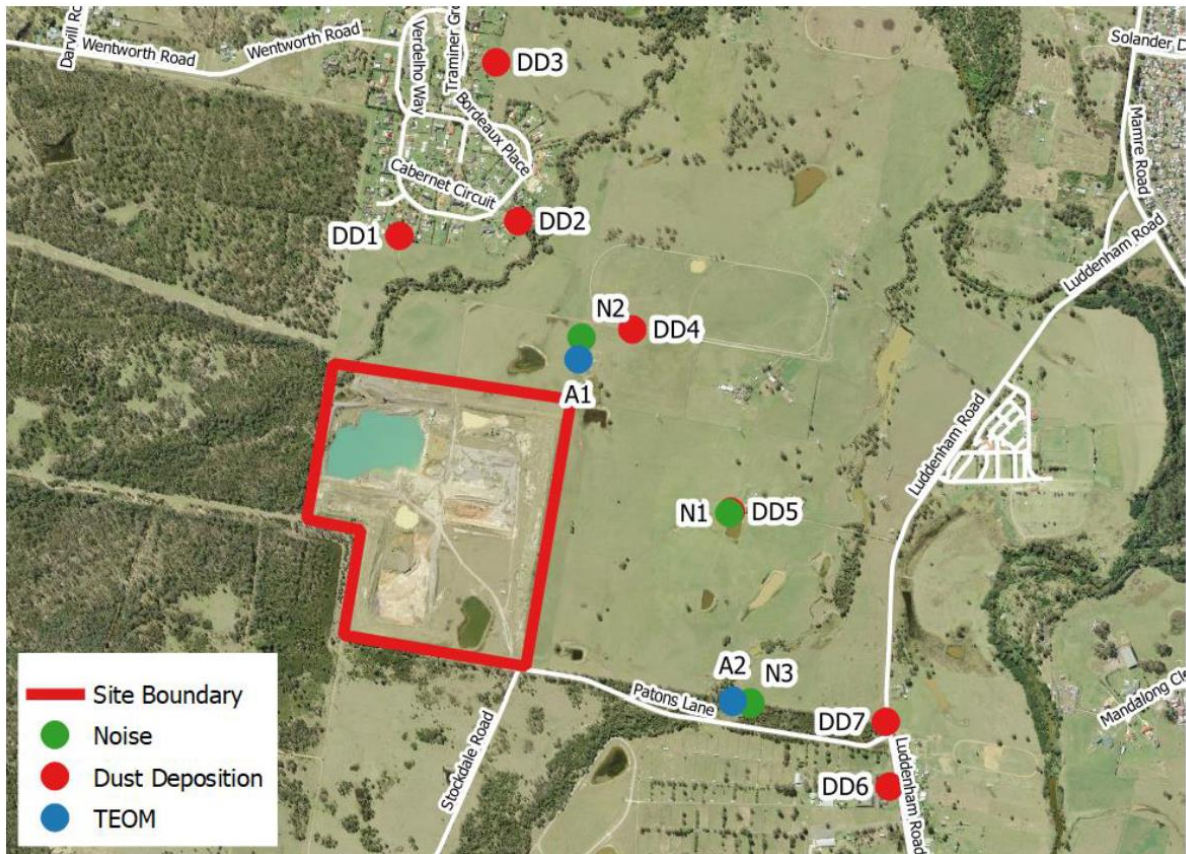 Darvill Ro
Wentworth Road
Wentworth Road
Verdelho Way
Traminer Gro
DD3
Solander D
Bordeaux Place
Mamre Road
Cabernet Circuit
DD1
DD2
Luddenham Road
N2
DD4
A1
Luddenham Road
N1
DD5
A2
N3
Patons Lane
DD7
Mandalong Cl
Stockdale Road
DD6
Luddenham Road
Site Boundary
Noise
Dust Deposition
TEOM